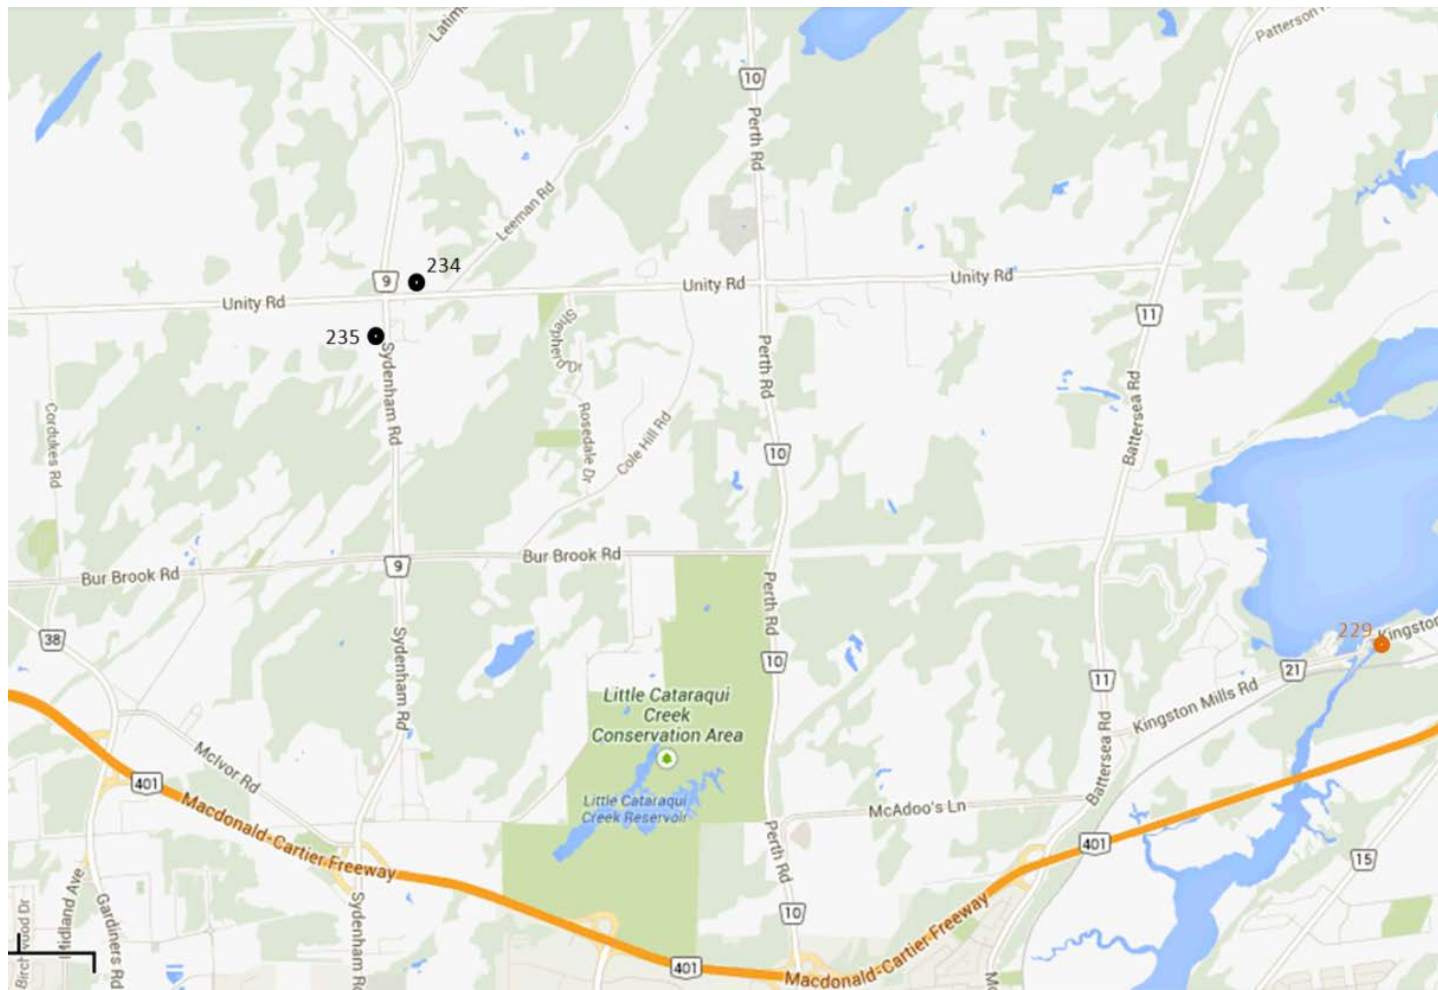 Latim
Patterson R
10
Perth Rd
Leeman Rd
234
9
Unity Rd
Unity Rd
Unity Rd
235
11
Shepherd Dr
Sydenham Rd
Perth Rd
Battersea Rd
Cordukes Rd
Rosedale Dr
Cole Hill Rd
10
Bur Brook Rd
Bur Brook Rd
9
Perth Rd
38
Sydenham Rd
10
229
Kingston
21
11
Kingston Mills Rd
Little Cataraqui
Creek
Conservation Area
McIvor Rd
Battersea Rd
401
Macdonald-Cartier Freeway
Little Cataraqui
Creek Reservoir
McAdoo's Ln
Perth Rd
401
15
Midland Ave
Gardiners Rd
Sydenham Rd
10
401
Macdonald-Cartier Freeway